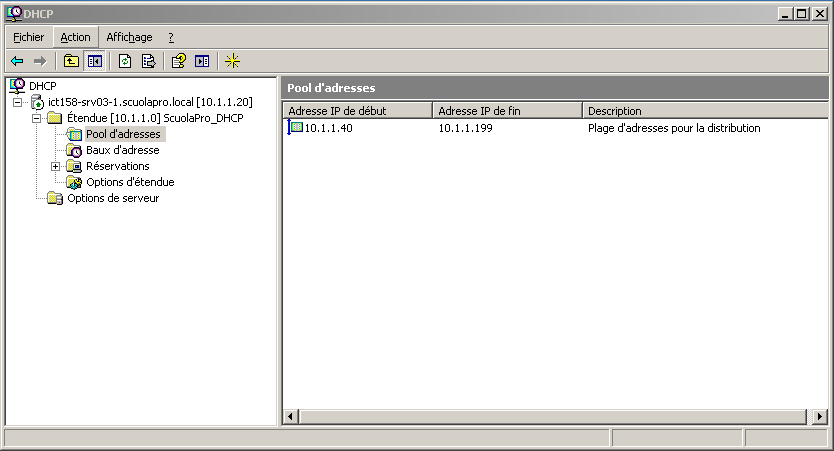 DHCP
Fichier Action Affichage ?
DHCP
ict158-srv03-1.scuolapro.local [10.1.1.20]
Étendue [10.1.1.0] ScuolaPro_DHCP
Pool d'adresses
Baux d'adresse
Réservations
Options d'étendue
Options de serveur
Pool d'adresses
Adresse IP de début Adresse IP de fin Description
10.1.1.40 10.1.1.199 Plage d'adresses pour la distribution